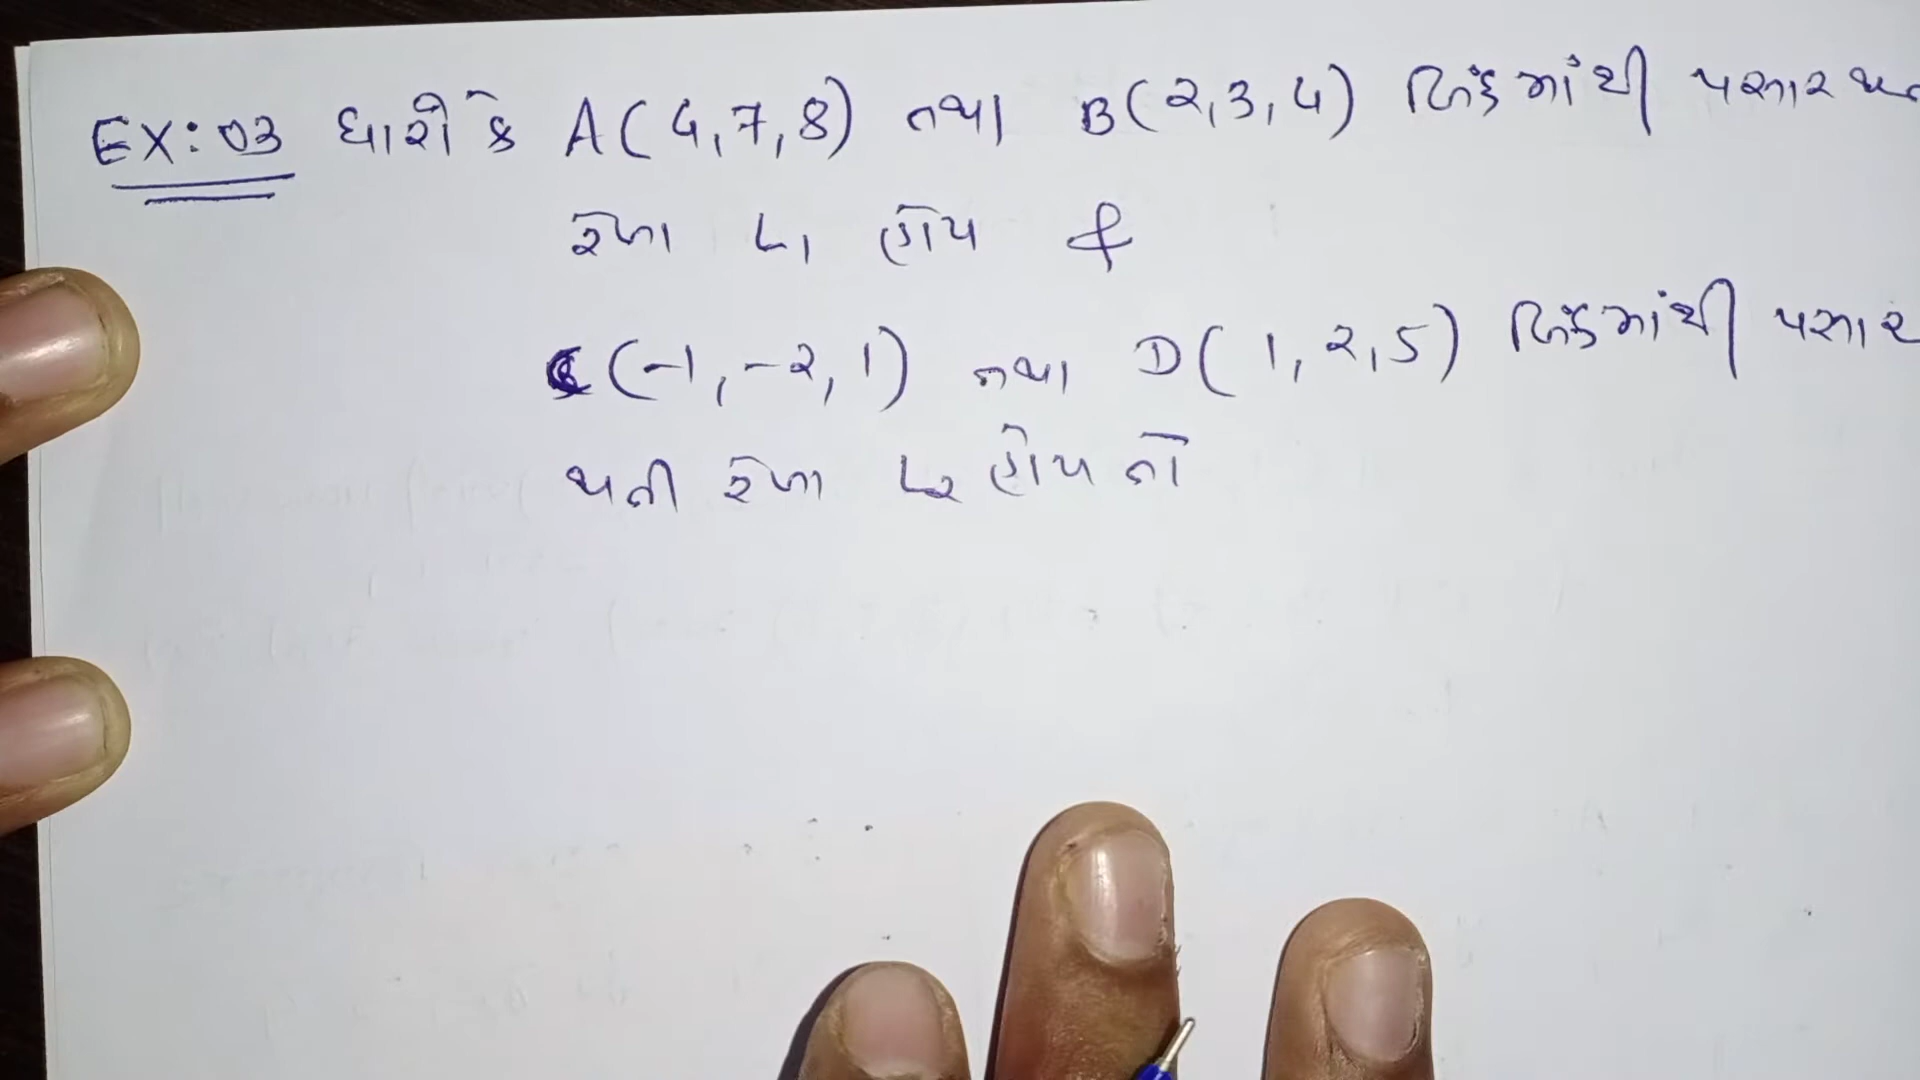 EX: 03 ધારો કે A(4,7,8) તથા B(2,3,4) બિંદુમાંથી પસાર થત
રેખા L1 હોય &
C(-1,-2,1) તથા D(1,2,5) બિંદુમાંથી પસાર
થતી રેખા L2 હોય તો